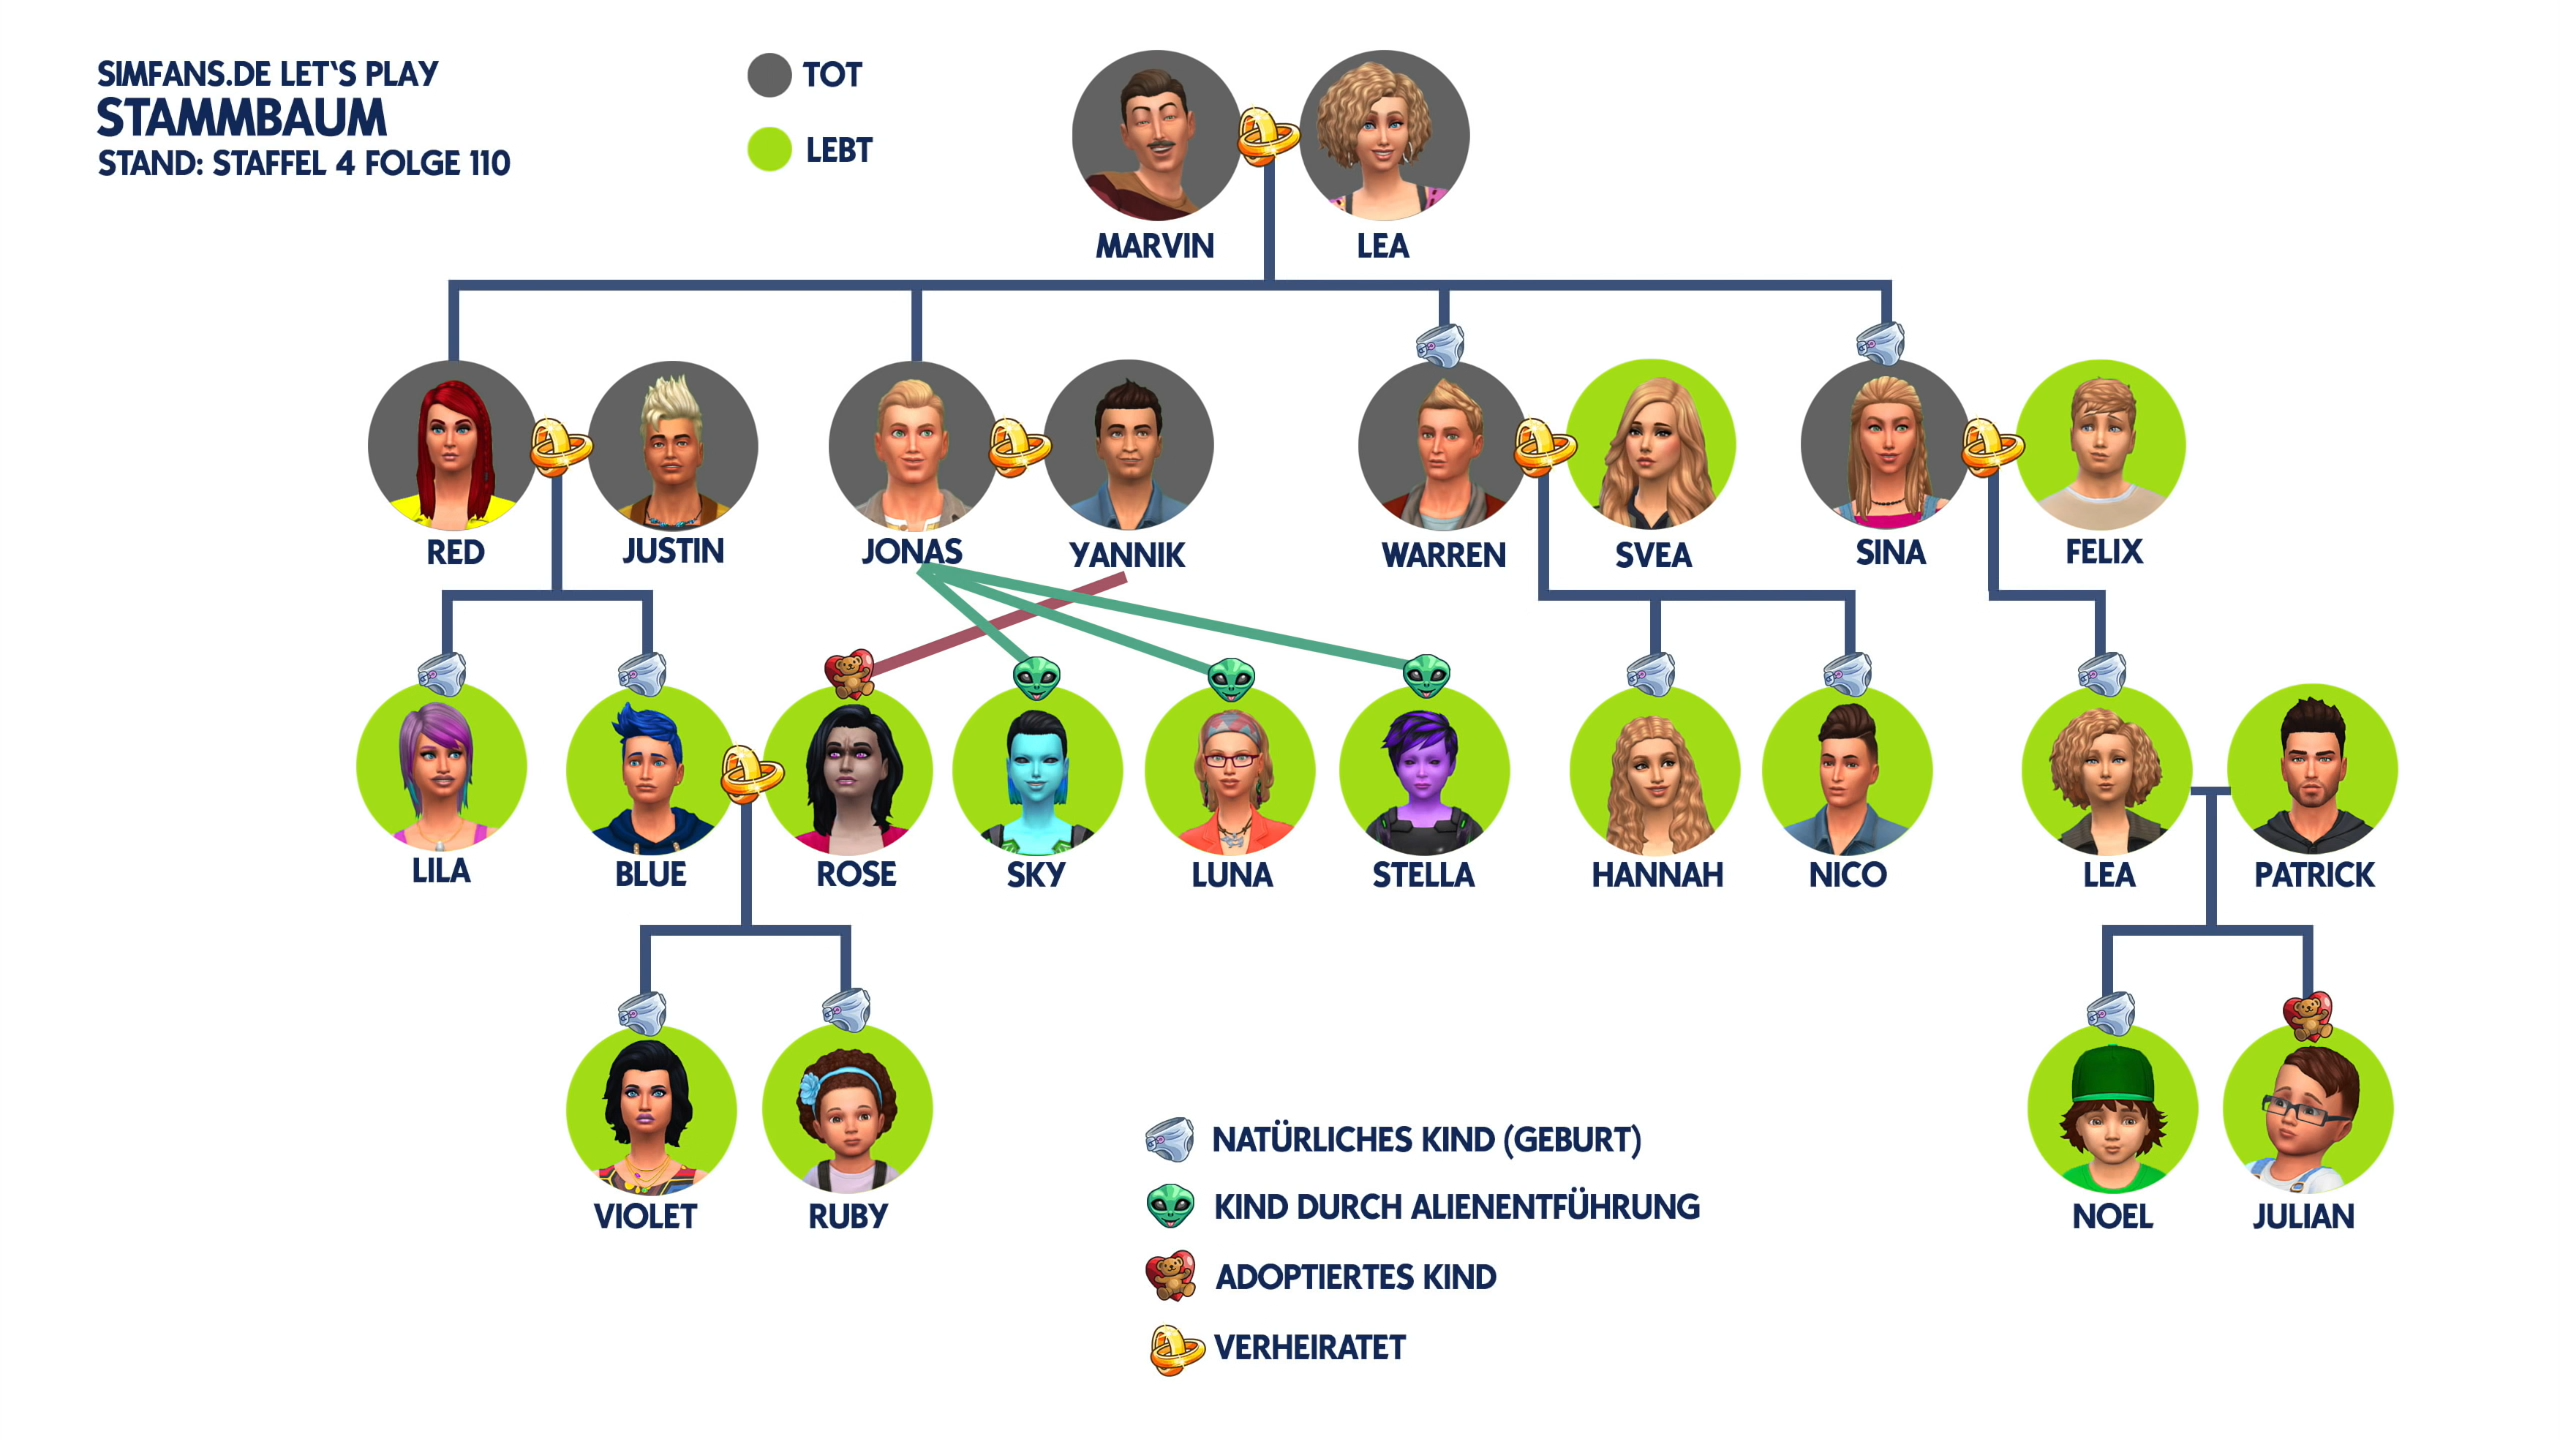 SIMFANS.DE LET'S PLAY
STAMMBAUM
STAND: STAFFEL 4 FOLGE 110
TOT
LEBT
MARVIN
LEA
RED
JUSTIN
JONAS
YANNIK
WARREN
SVEA
SINA
FELIX
LILA
BLUE
ROSE
SKY
LUNA
STELLA
HANNAH
NICO
LEA
PATRICK
VIOLET
RUBY
NOEL
JULIAN
NATÜRLICHES KIND (GEBURT)
KIND DURCH ALIENENTFÜHRUNG
ADOPTIERTES KIND
VERHEIRATET